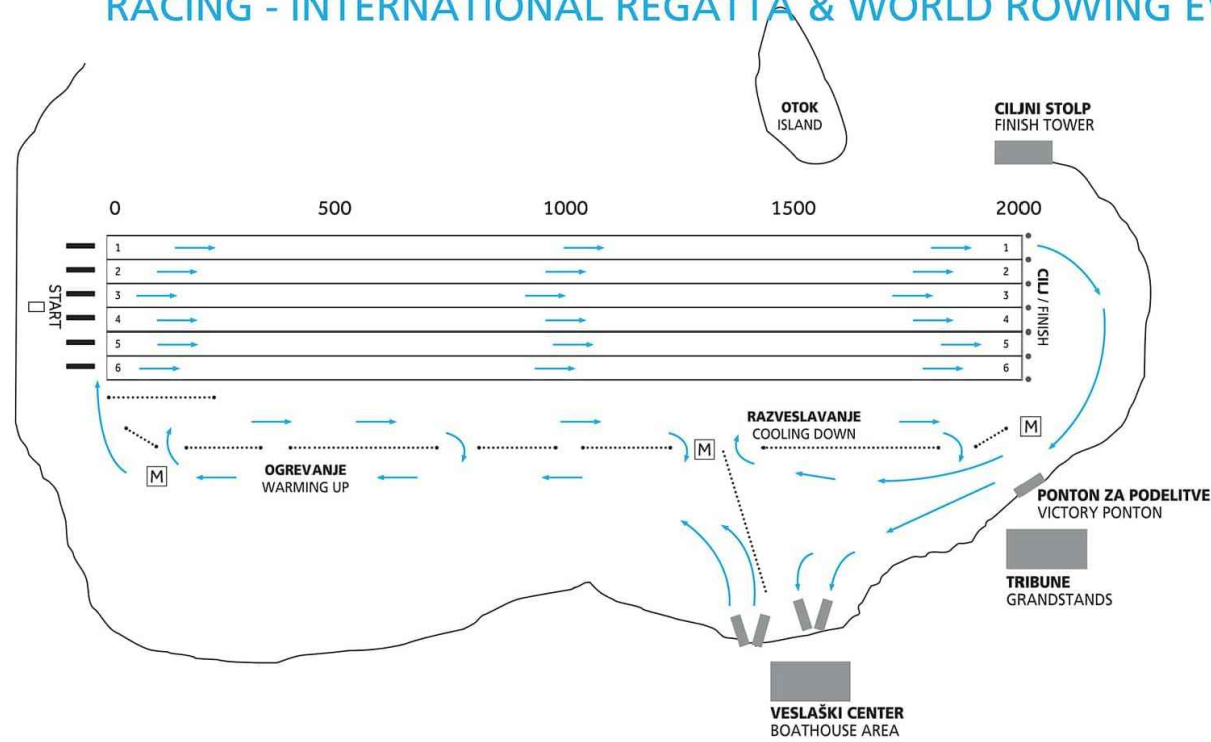 RACING - INTERNATIONAL REGATTA & WORLD ROWING
OTOK
ISLAND
CILJNI STOLP
FINISH TOWER
0 500 1000 1500 2000
1 1
2 2
3 3
4 4
5 5
6 6
START
CILJ / FINISH
RAZVESLAVANJE
COOLING DOWN
M
M
M
OGREVANJE
WARMING UP
PONTON ZA PODELITVE
VICTORY PONTON
TRIBUNE
GRANDSTANDS
VESLAŠKI CENTER
BOATHOUSE AREA